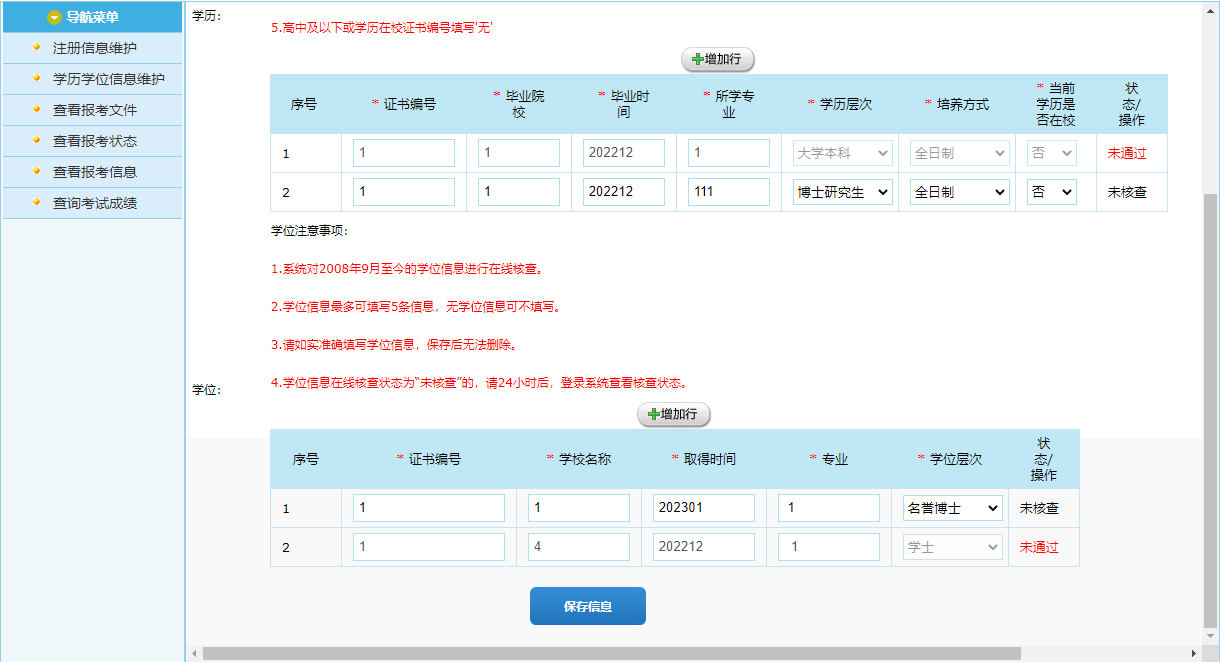 导航菜单
注册信息维护
学历学位信息维护
查看报考文件
查看报考状态
查看报考信息
查询考试成绩
学历：
5.高中及以下或学历在校证书编号填写'无'
增加行
序号 * 证书编号 * 毕业院校 * 毕业时间 * 所学专业 * 学历层次 * 培养方式 * 当前学历是否在校 状态/操作
1 1 1 202212 1 大学本科 全日制 否 未通过
2 1 1 202212 111 博士研究生 全日制 否 未核查
学位注意事项：
1.系统对2008年9月至今的学位信息进行在线核查。
2.学位信息最多可填写5条信息，无学位信息可不填写。
3.请如实准确填写学位信息，保存后无法删除。
学位：
4.学位信息在线核查状态为“未核查”的，请24小时后，登录系统查看核查状态。
增加行
序号 * 证书编号 * 学校名称 * 取得时间 * 专业 * 学位层次 状态/操作
1 1 1 202301 1 名誉博士 未核查
2 1 4 202212 1 学士 未通过
保存信息